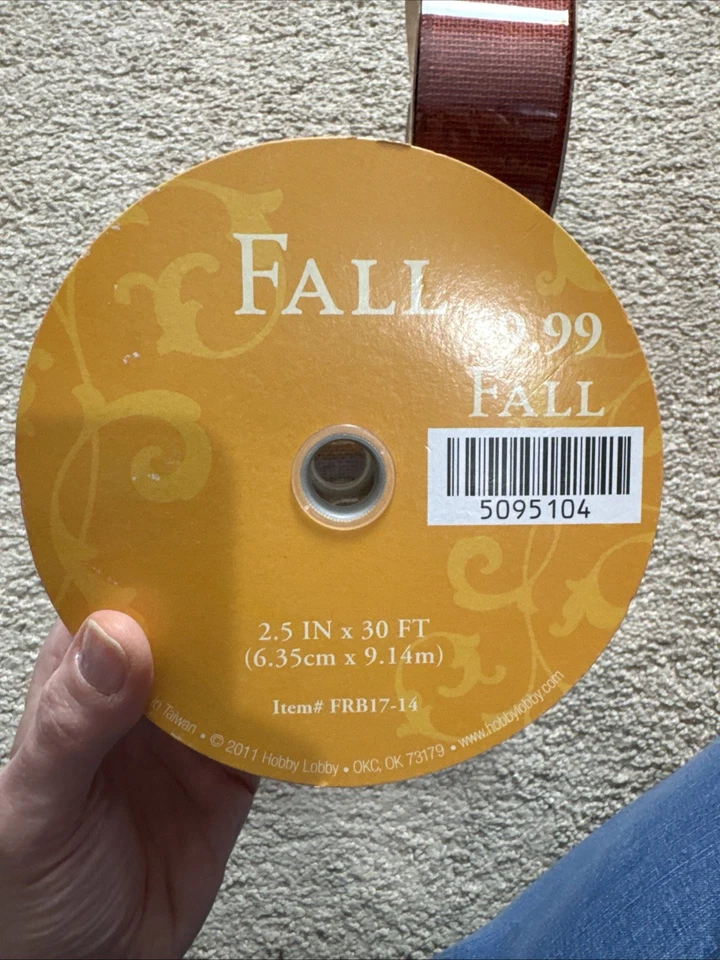 FALL
.99
FALL
5095104
2.5 IN x 30 FT
(6.35cm x 9.14m)
Item# FRB17-14
in Taiwan • © 2011 Hobby Lobby • OKC, OK 73179 • www.hobbylobby.com